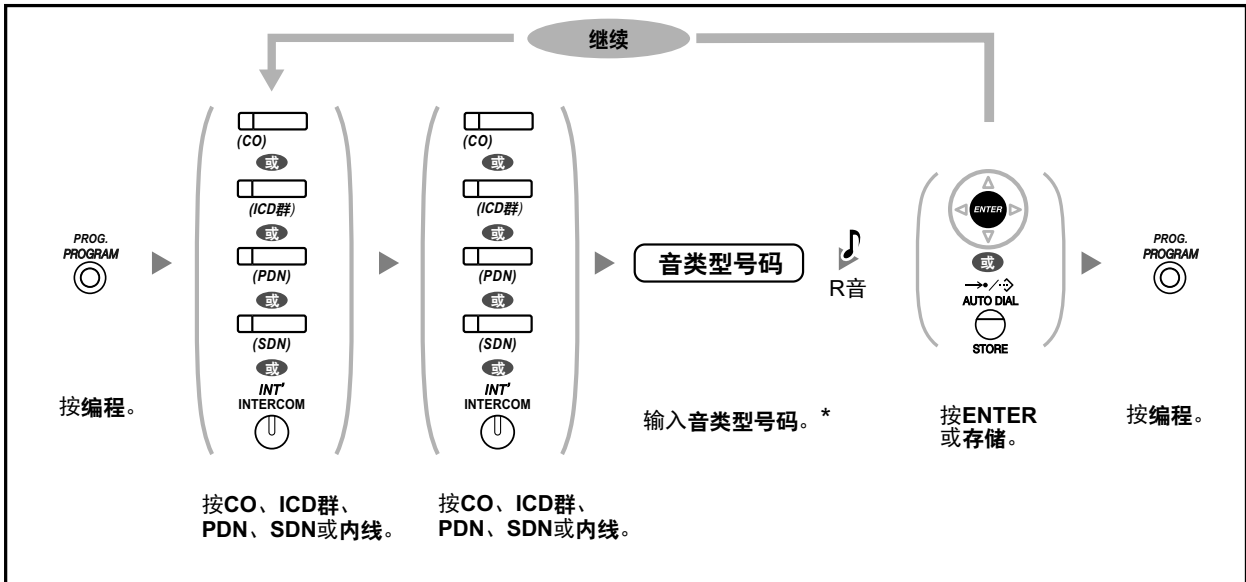 继续
PROG.
PROGRAM
按编程。
(CO)
或
(ICD群)
或
(PDN)
或
(SDN)
或
INT'
INTERCOM
按CO、ICD群、
PDN、SDN或内线。
(CO)
或
(ICD群)
或
(PDN)
或
(SDN)
或
INT'
INTERCOM
按CO、ICD群、
PDN、SDN或内线。
音类型号码
输入音类型号码。*
R音
ENTER
或
AUTO DIAL
STORE
按ENTER
或存储。
PROG.
PROGRAM
按编程。